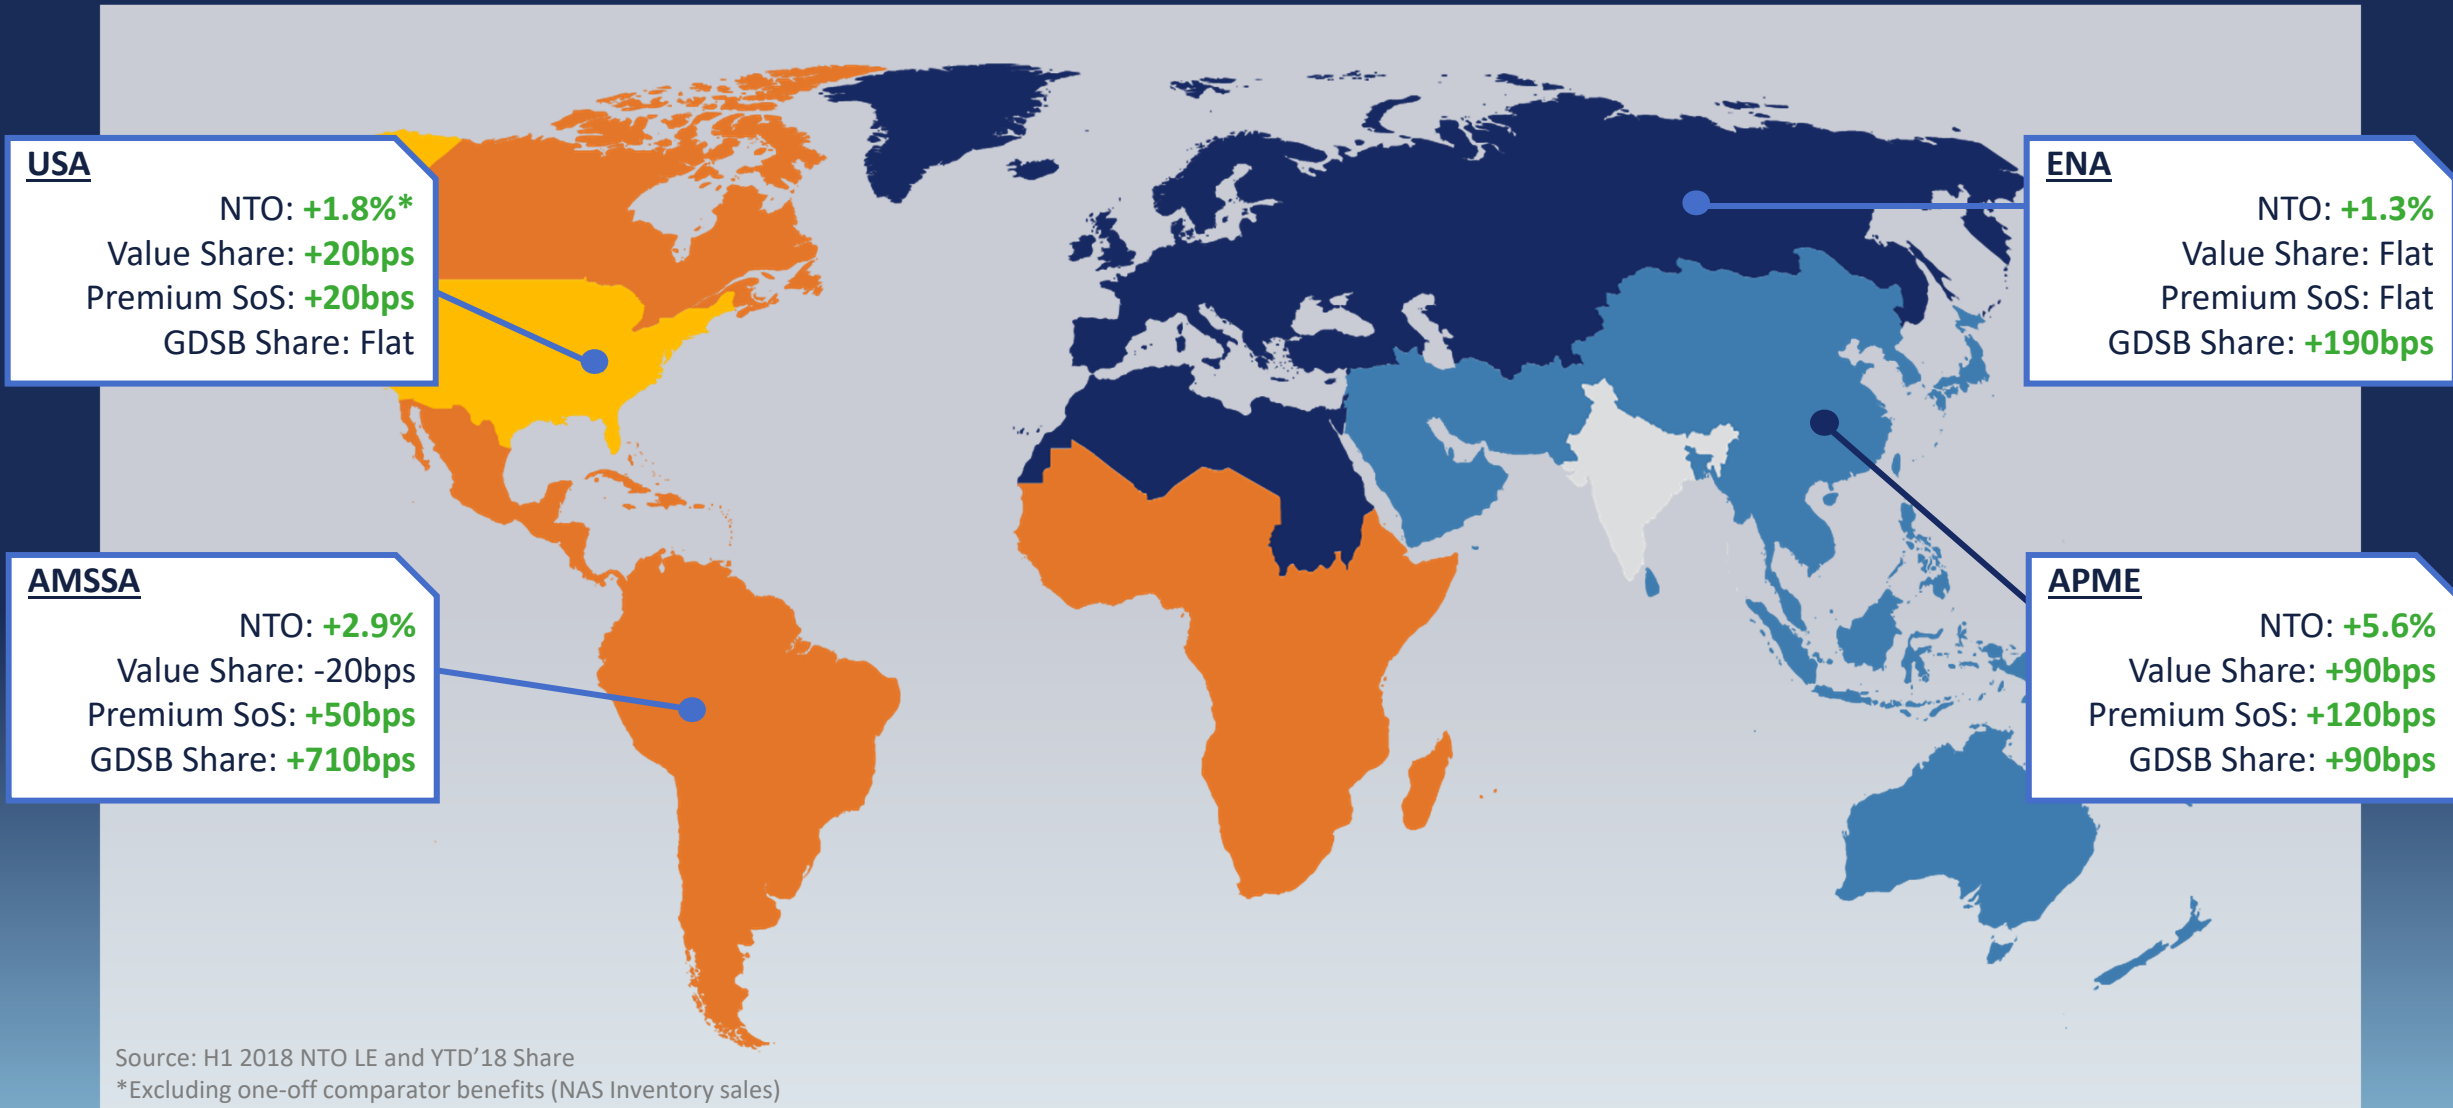 USA
NTO: +1.8%*
Value Share: +20bps
Premium SoS: +20bps
GDSB Share: Flat
ENA
NTO: +1.3%
Value Share: Flat
Premium SoS: Flat
GDSB Share: +190bps
AMSSA
NTO: +2.9%
Value Share: -20bps
Premium SoS: +50bps
GDSB Share: +710bps
APME
NTO: +5.6%
Value Share: +90bps
Premium SoS: +120bps
GDSB Share: +90bps
Source: H1 2018 NTO LE and YTD’18 Share
*Excluding one-off comparator benefits (NAS Inventory sales)